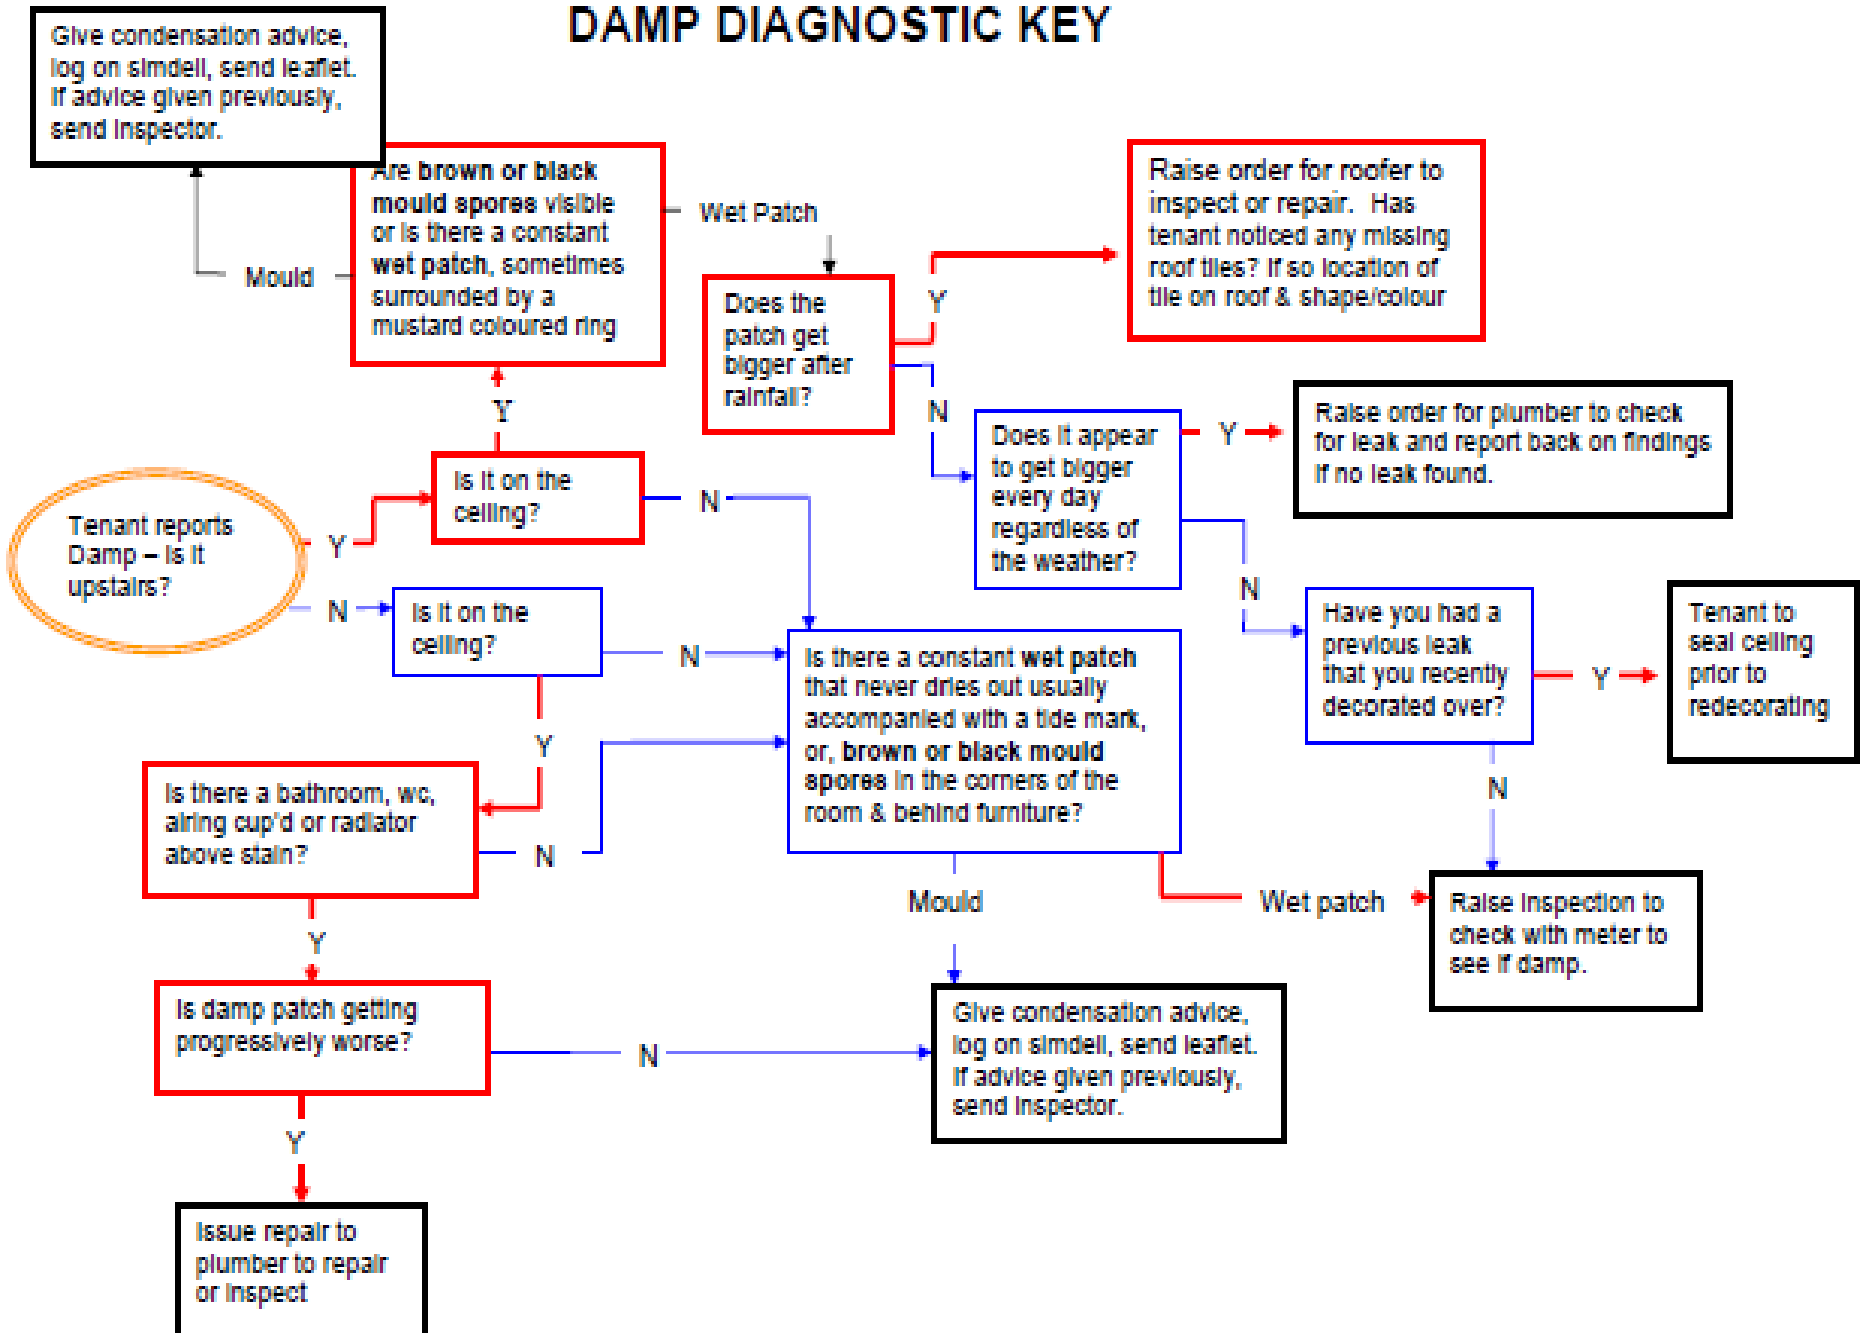 DAMP DIAGNOSTIC KEY
Give condensation advice,
log on simdell, send leaflet.
If advice given previously,
send inspector.
Are brown or black
mould spores visible
or is there a constant
wet patch, sometimes
surrounded by a
mustard coloured ring
Mould
Wet Patch
Does the
patch get
bigger after
rainfall?
Y
Raise order for roofer to
inspect or repair. Has
tenant noticed any missing
roof tiles? If so location of
tile on roof & shape/colour
N
Does it appear
to get bigger
every day
regardless of
the weather?
Y
Raise order for plumber to check
for leak and report back on findings
if no leak found.
N
Have you had a
previous leak
that you recently
decorated over?
Y
Tenant to
seal ceiling
prior to
redecorating
N
Y
Is it on the
ceiling?
N
Tenant reports
Damp – Is it
upstairs?
Y
N
Is it on the
ceiling?
N
Y
Is there a constant wet patch
that never dries out usually
accompanied with a tide mark,
or, brown or black mould
spores in the corners of the
room & behind furniture?
Is there a bathroom, wc,
airing cup'd or radiator
above stain?
N
Mould
Wet patch
Raise inspection to
check with meter to
see if damp.
Y
Is damp patch getting
progressively worse?
N
Give condensation advice,
log on simdell, send leaflet.
If advice given previously,
send inspector.
Y
Issue repair to
plumber to repair
or inspect